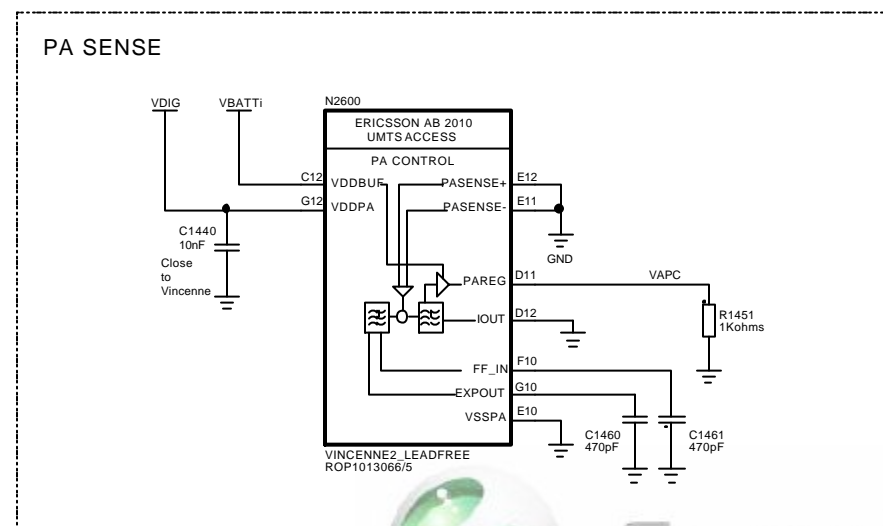 PA SENSE
VDIG
VBATTi
N2600
ERICSSON AB 2010
UMTS ACCESS
PA CONTROL
C12
VDDBUF
PASENSE+
E12
G12
VDDPA
PASENSE-
E11
C1440
10nF
Close
to
Vincenne
GND
PAREG
D11
VAPC
IOUT
D12
R1451
1Kohms
FF_IN
F10
EXPOUT
G10
VSSPA
E10
C1460
470pF
C1461
470pF
VINCENNE2_LEADFREE
ROP1013066/5